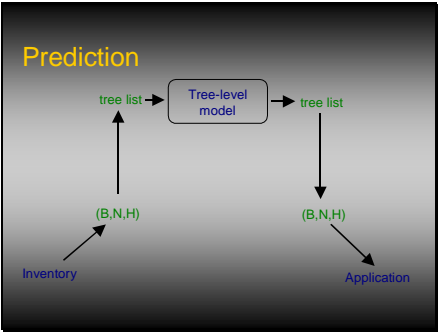 Prediction
tree list
Tree-level
model
tree list
(B,N,H)
(B,N,H)
Inventory
Application